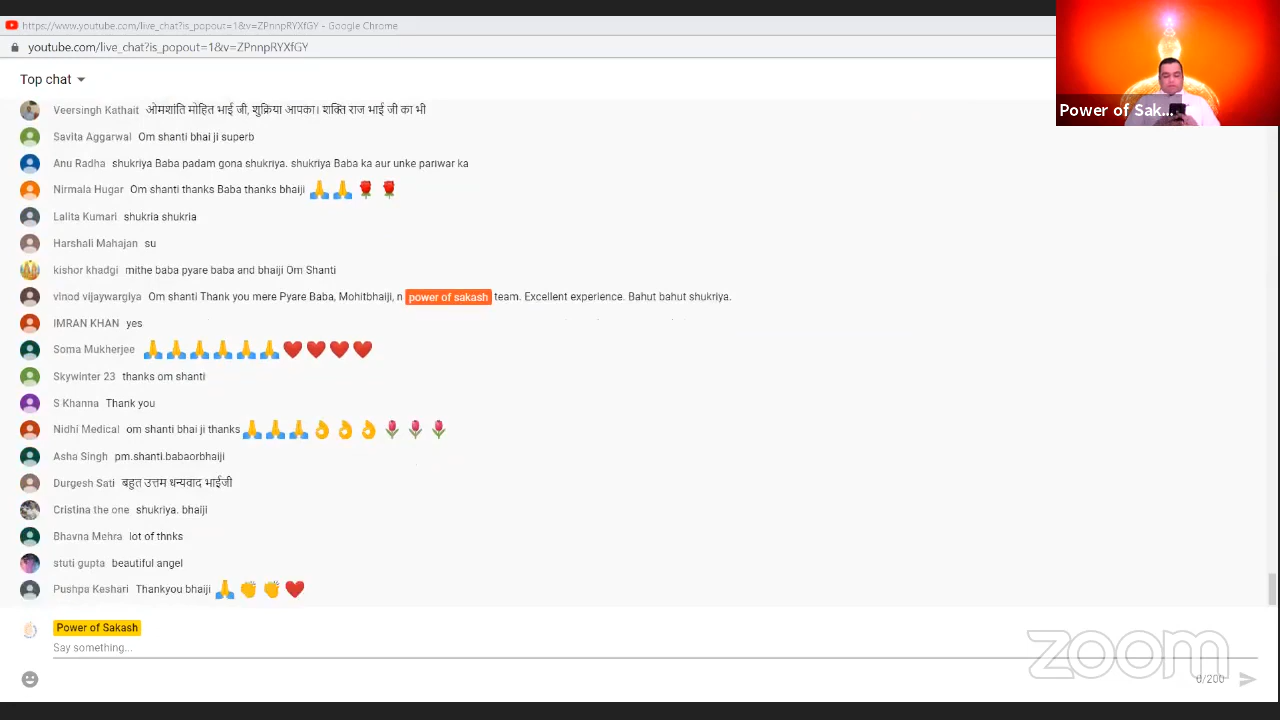 https://www.youtube.com/live_chat?is_popout=1&v=ZPnnpRYXfGY - Google Chrome
youtube.com/live_chat?is_popout=1&v=ZPnnpRYXfGY
Top chat
Power of Sak...
Veersingh Kathait ओमशांति मोहित भाई जी, शुक्रिया आपका। शक्ति राज भाई जी का भी
Savita Aggarwal Om shanti bhai ji superb
Anu Radha shukriya Baba padam gona shukriya. shukriya Baba ka aur unke pariwar ka
Nirmala Hugar Om shanti thanks Baba thanks bhaiji 🙏🙏🌹🌹
Lalita Kumari shukria shukria
Harshali Mahajan su
kishor khadgi mithe baba pyare baba and bhaiji Om Shanti
vinod vijaywargiya Om shanti Thank you mere Pyare Baba, Mohitbhaiji, n power of sakash team. Excellent experience. Bahut bahut shukriya.
IMRAN KHAN yes
Soma Mukherjee 🙏🙏🙏🙏🙏🙏❤️❤️❤️❤️
Skywinter 23 thanks om shanti
S Khanna Thank you
Nidhi Medical om shanti bhai ji thanks 🙏🙏🙏👌👌👌🌷🌷🌷
Asha Singh pm.shanti.babaorbhaiji
Durgesh Sati बहुत उत्तम धन्यवाद भाईजी
Cristina the one shukriya. bhaiji
Bhavna Mehra lot of thnks
stuti gupta beautiful angel
Pushpa Keshari Thankyou bhaiji 🙏👏👏❤️
Power of Sakash
Say something...
zoom
0/200